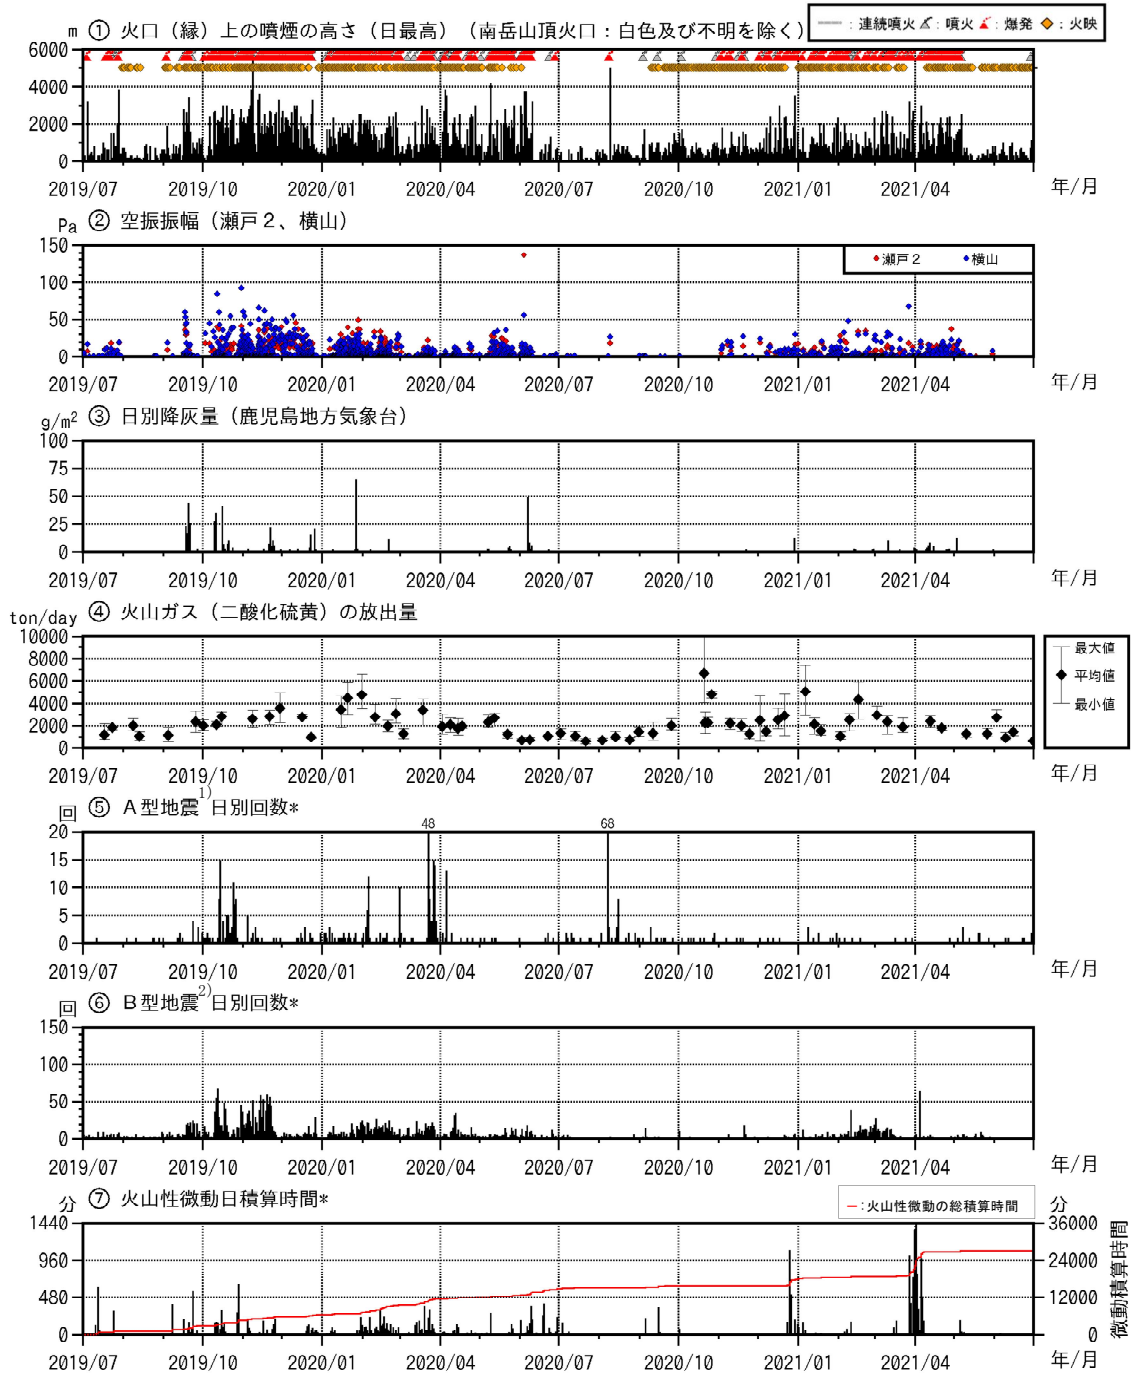 m ① 火口（縁）上の噴煙の高さ（日最高）（南岳山頂火口：白色及び不明を除く）
：連続噴火 ：噴火 ：爆発 ：火映
6000
4000
2000
0
2019/07 2019/10 2020/01 2020/04 2020/07 2020/10 2021/01 2021/04 年/月
Pa ② 空振振幅（瀬戸２、横山）
瀬戸２ 横山
150
100
50
0
2019/07 2019/10 2020/01 2020/04 2020/07 2020/10 2021/01 2021/04 年/月
g/m² ③ 日別降灰量（鹿児島地方気象台）
100
75
50
25
0
2019/07 2019/10 2020/01 2020/04 2020/07 2020/10 2021/01 2021/04 年/月
ton/day ④ 火山ガス（二酸化硫黄）の放出量
10000
8000
6000
4000
2000
0
最大値
平均値
最小値
2019/07 2019/10 2020/01 2020/04 2020/07 2020/10 2021/01 2021/04 年/月
回 ⑤ Ａ型地震1)日別回数*
48 68
20
15
10
5
0
2019/07 2019/10 2020/01 2020/04 2020/07 2020/10 2021/01 2021/04 年/月
回 ⑥ Ｂ型地震2)日別回数*
150
100
50
0
2019/07 2019/10 2020/01 2020/04 2020/07 2020/10 2021/01 2021/04 年/月
分 ⑦ 火山性微動日積算時間*
：火山性微動の総積算時間 分
1440 36000
960 24000
480 12000
0 0
微動積算時間
2019/07 2019/10 2020/01 2020/04 2020/07 2020/10 2021/01 2021/04 年/月